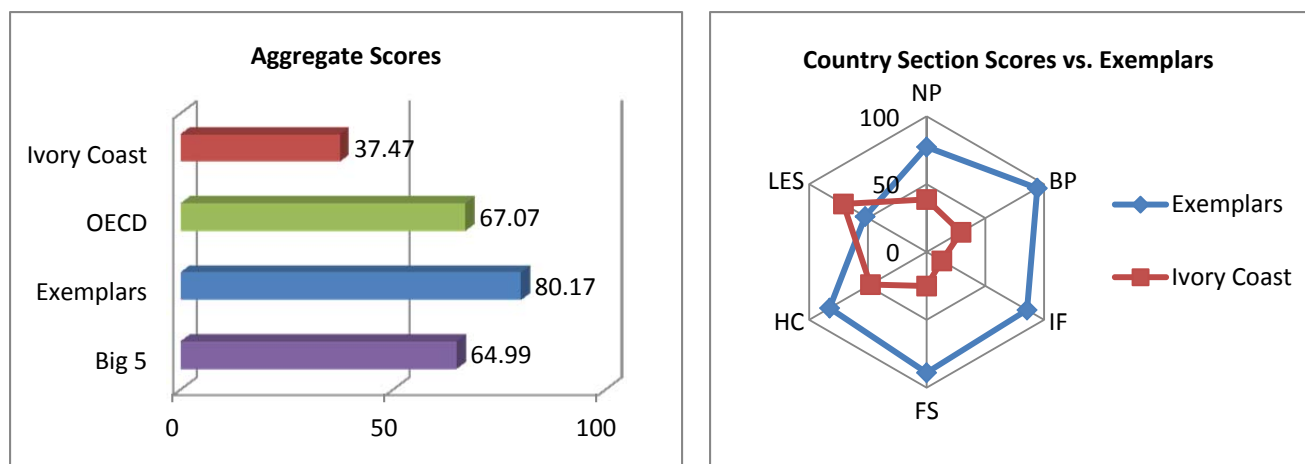 Aggregate Scores
Ivory Coast
37.47
OECD
67.07
Exemplars
80.17
Big 5
64.99
0
50
100
Country Section Scores vs. Exemplars
NP
100
LES
50
BP
0
HC
IF
FS
Exemplars
Ivory Coast